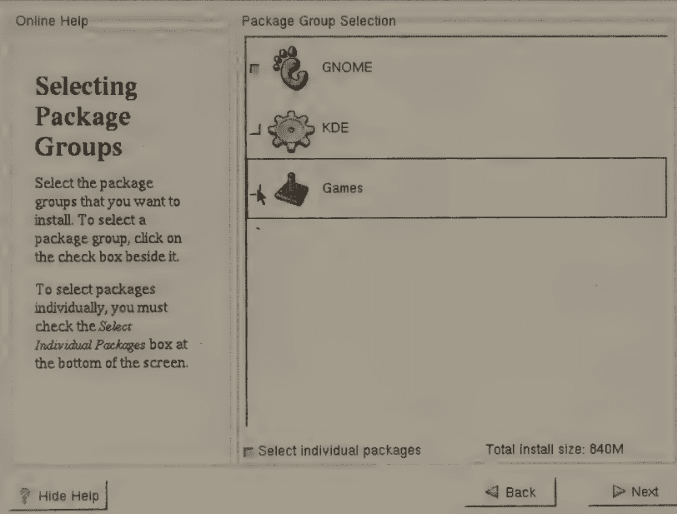 Online Help
Selecting
Package
Groups
Select the package
groups that you want to
install. To select a
package group, click on
the check box beside it.
To select packages
individually, you must
check the Select
Individual Packages box at
the bottom of the screen.
Package Group Selection
GNOME
KDE
Games
Select individual packages
Total install size: 640M
Hide Help
Back
Next